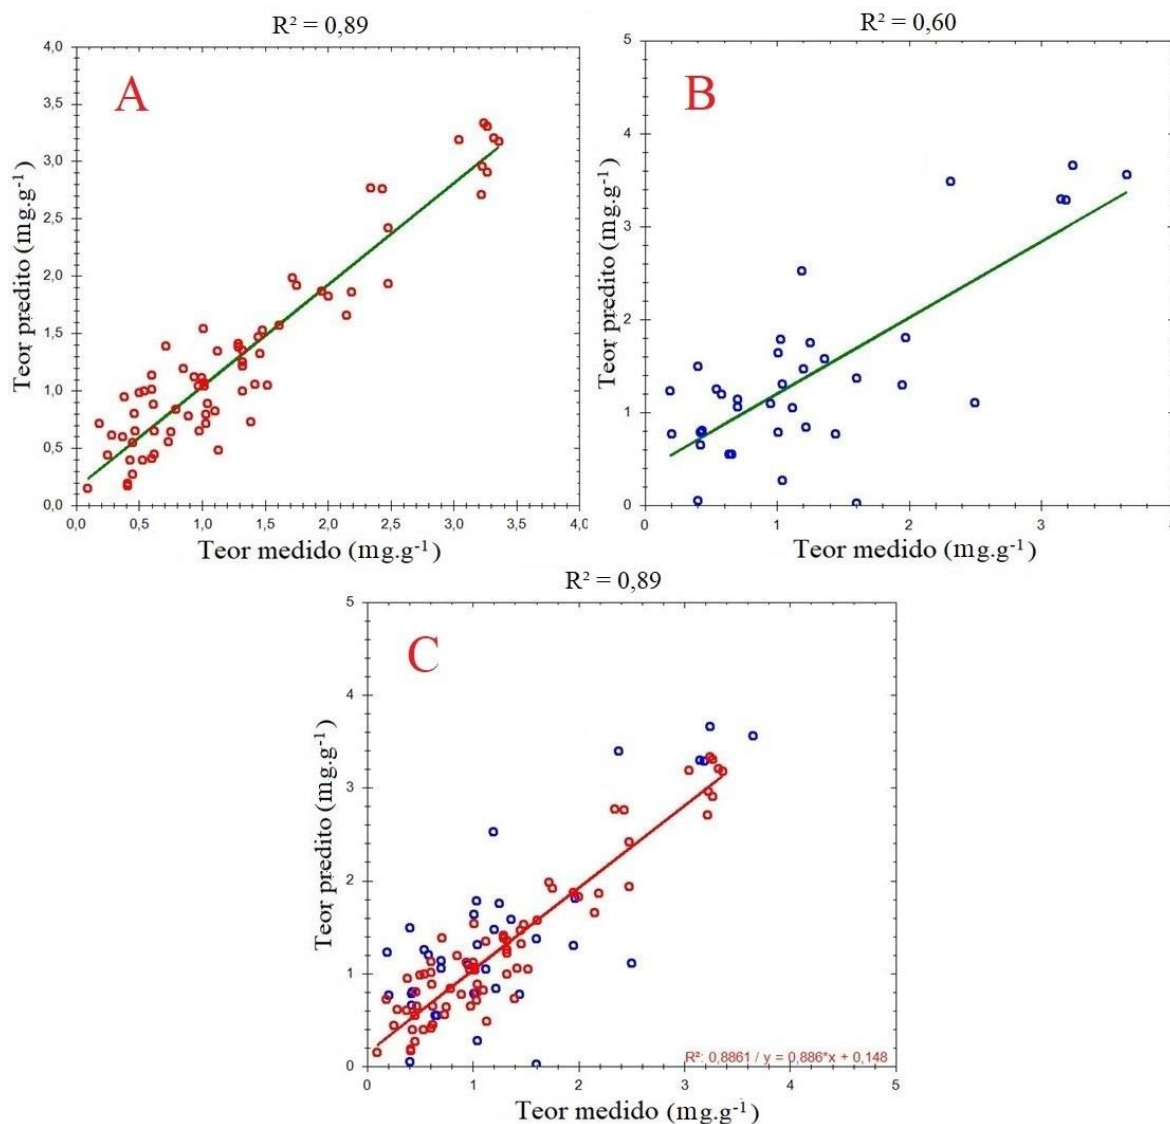 R² = 0,89
A
4,0
3,5
3,0
2,5
2,0
1,5
1,0
0,5
0,0
Teor predito (mg.g⁻¹)
0,0 0,5 1,0 1,5 2,0 2,5 3,0 3,5 4,0
Teor medido (mg.g⁻¹)
R² = 0,60
B
5
4
3
2
1
0
Teor predito (mg.g⁻¹)
0 1 2 3
Teor medido (mg.g⁻¹)
R² = 0,89
C
5
4
3
2
1
0
Teor predito (mg.g⁻¹)
R²: 0,8861 / y = 0,886*x + 0,148
0 1 2 3 4 5
Teor medido (mg.g⁻¹)